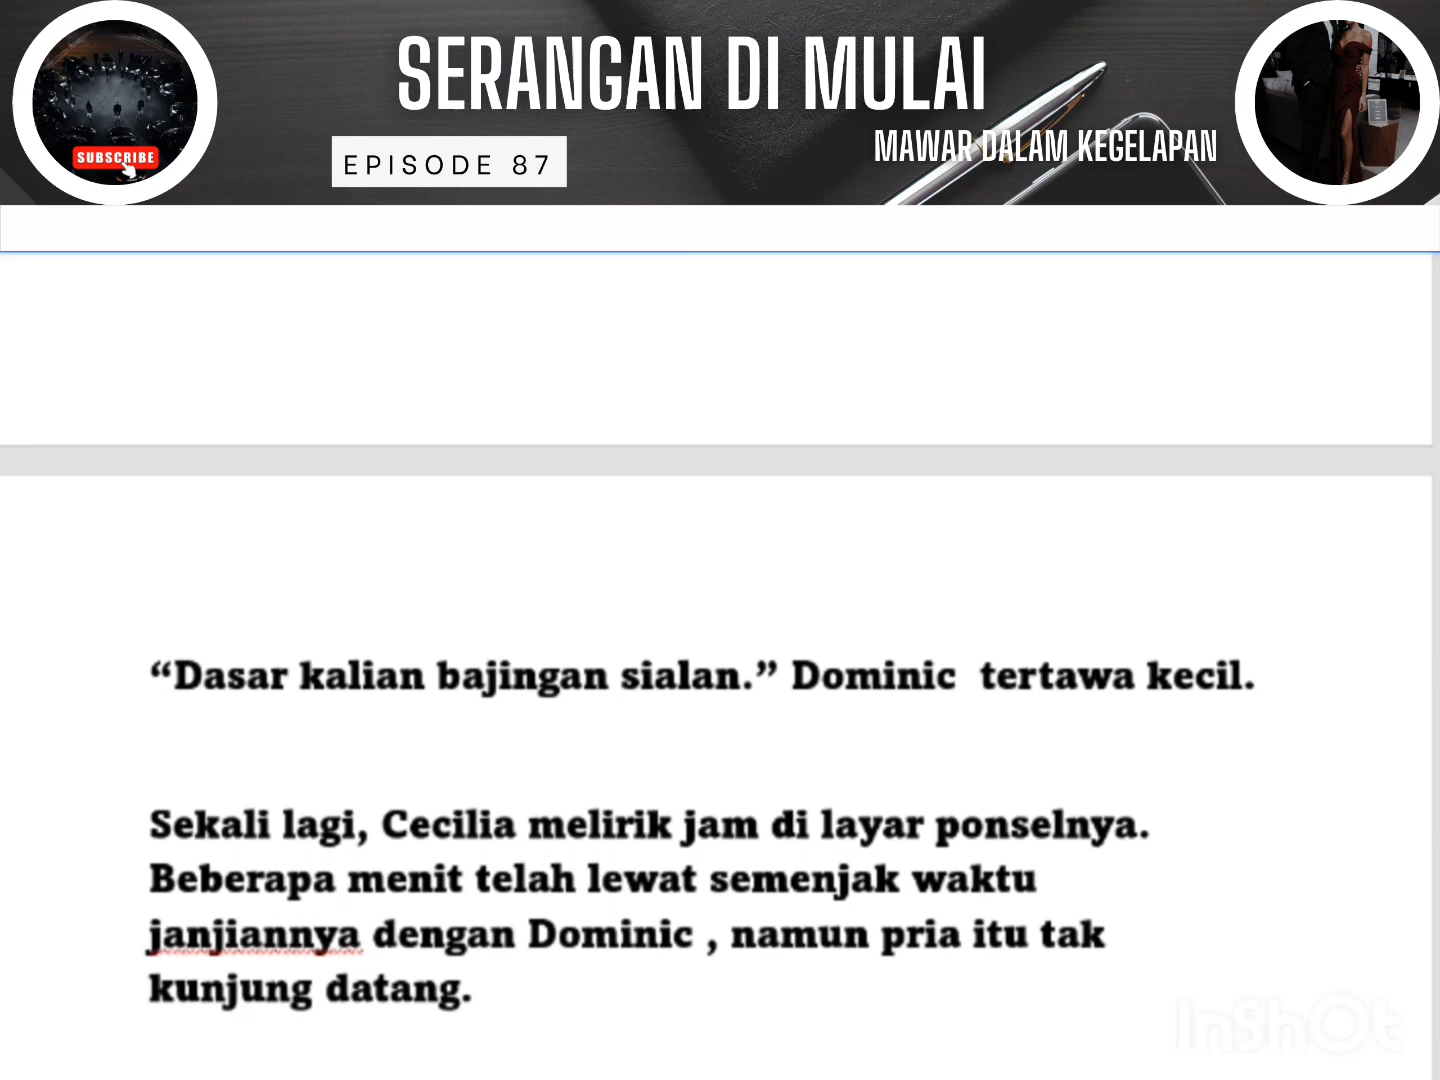 SERANGAN DI MULAI
MAWAR DALAM KEGELAPAN
EPISODE 87
SUBSCRIBE
“Dasar kalian bajingan sialan.” Dominic  tertawa kecil.
Sekali lagi, Cecilia melirik jam di layar ponselnya.
Beberapa menit telah lewat semenjak waktu
janjiannya dengan Dominic , namun pria itu tak
kunjung datang.
InShOt